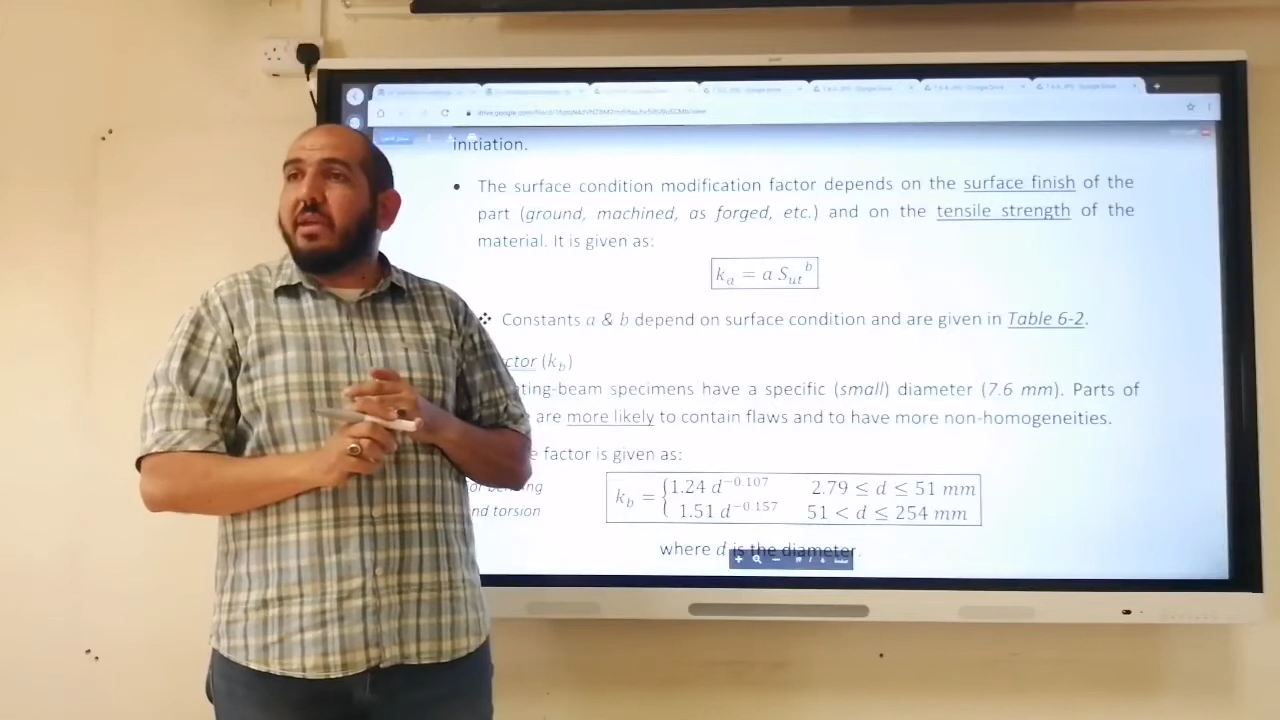 initiation.
• The surface condition modification factor depends on the surface finish of the
part (ground, machined, as forged, etc.) and on the tensile strength of the
material. It is given as:
kₐ = a Sᵤₜᵇ
❖ Constants a & b depend on surface condition and are given in Table 6-2.
ctor (k_b)
ting-beam specimens have a specific (small) diameter (7.6 mm). Parts of
are more likely to contain flaws and to have more non-homogeneities.
e factor is given as:
or bending
nd torsion
k_b = { 1.24 d^−0.107 2.79 ≤ d ≤ 51 mm
1.51 d^−0.157 51 < d ≤ 254 mm
where d is the diameter.